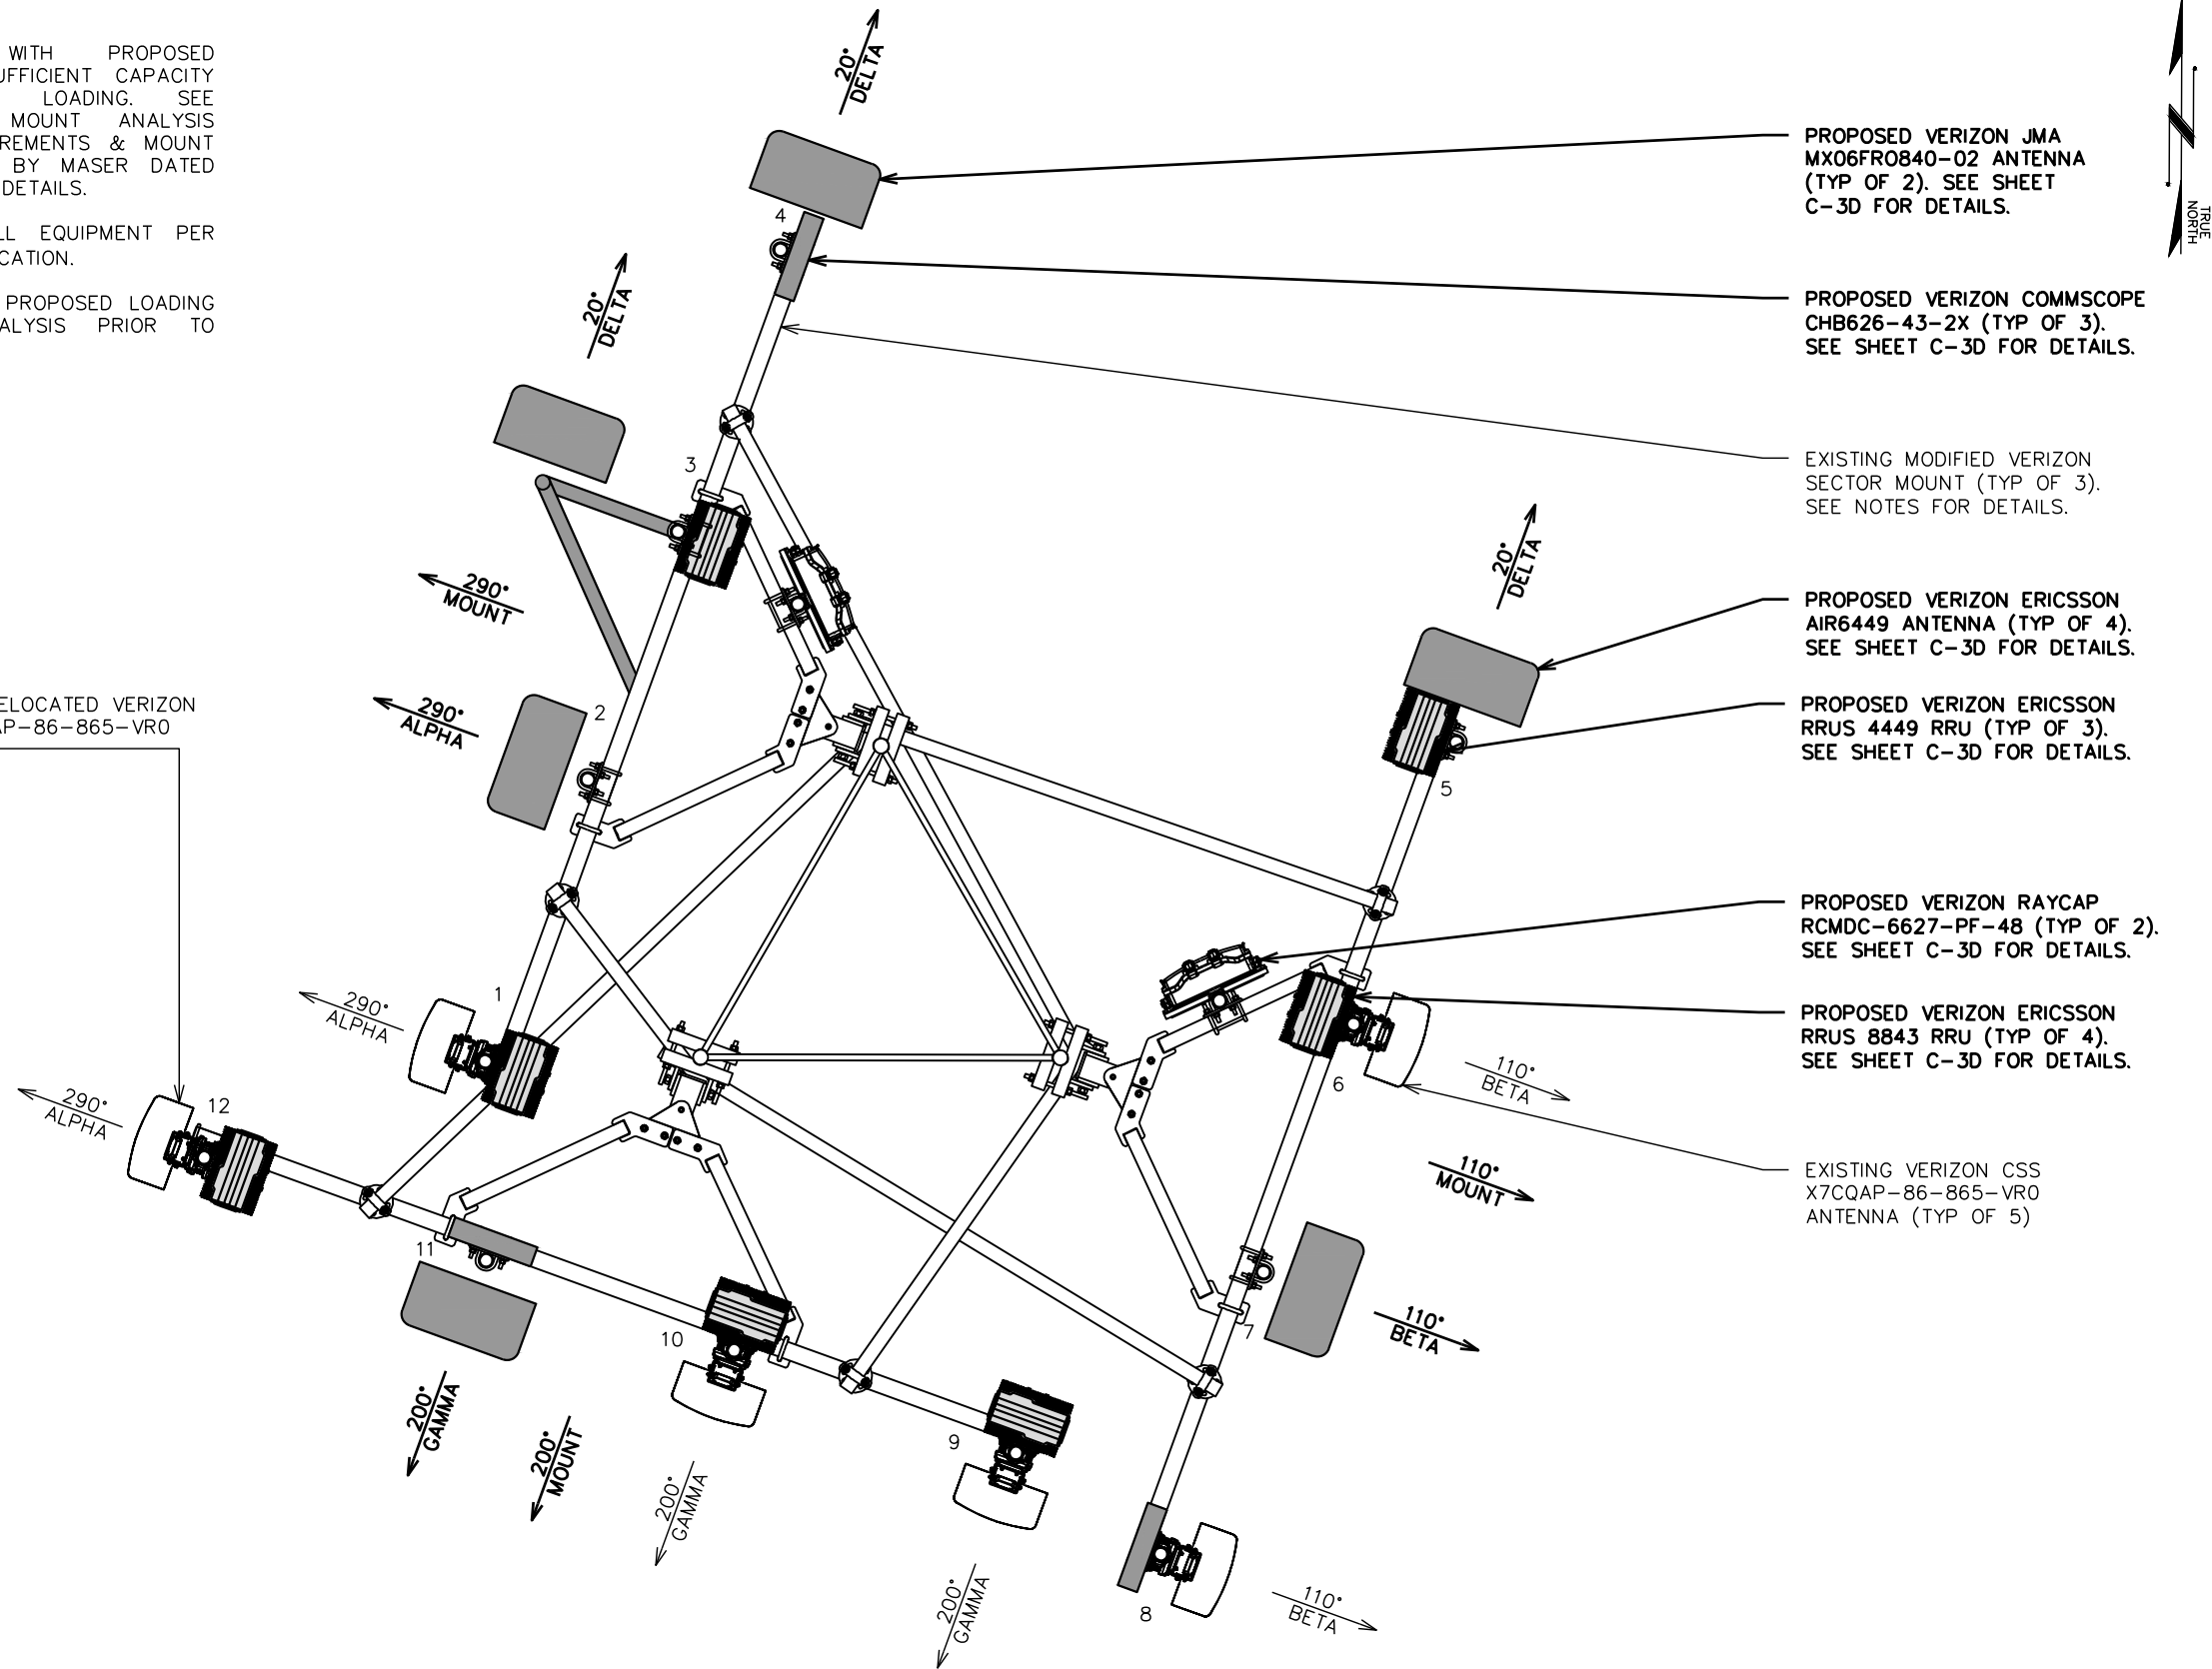 WITH PROPOSED
UFFICIENT CAPACITY
LOADING. SEE
MOUNT ANALYSIS
REMENTS & MOUNT
BY MASER DATED
DETAILS.
LL EQUIPMENT PER
CATION.
PROPOSED LOADING
ALYSIS PRIOR TO
ELOCATED VERIZON
AP-86-865-VR0
TRUE
NORTH
PROPOSED VERIZON JMA
MX06FRO840-02 ANTENNA
(TYP OF 2). SEE SHEET
C-3D FOR DETAILS.
PROPOSED VERIZON COMMSCOPE
CHB626-43-2X (TYP OF 3).
SEE SHEET C-3D FOR DETAILS.
EXISTING MODIFIED VERIZON
SECTOR MOUNT (TYP OF 3).
SEE NOTES FOR DETAILS.
PROPOSED VERIZON ERICSSON
AIR6449 ANTENNA (TYP OF 4).
SEE SHEET C-3D FOR DETAILS.
PROPOSED VERIZON ERICSSON
RRUS 4449 RRU (TYP OF 3).
SEE SHEET C-3D FOR DETAILS.
PROPOSED VERIZON RAYCAP
RCMDC-6627-PF-48 (TYP OF 2).
SEE SHEET C-3D FOR DETAILS.
PROPOSED VERIZON ERICSSON
RRUS 8843 RRU (TYP OF 4).
SEE SHEET C-3D FOR DETAILS.
EXISTING VERIZON CSS
X7CQAP-86-865-VR0
ANTENNA (TYP OF 5)
20°
DELTA
4
20°
DELTA
3
290°
MOUNT
290°
ALPHA
2
20°
DELTA
5
290°
ALPHA
1
290°
ALPHA
12
6
110°
BETA
110°
MOUNT
110°
BETA
7
11
10
9
8
200°
GAMMA
200°
MOUNT
200°
GAMMA
200°
GAMMA
110°
BETA